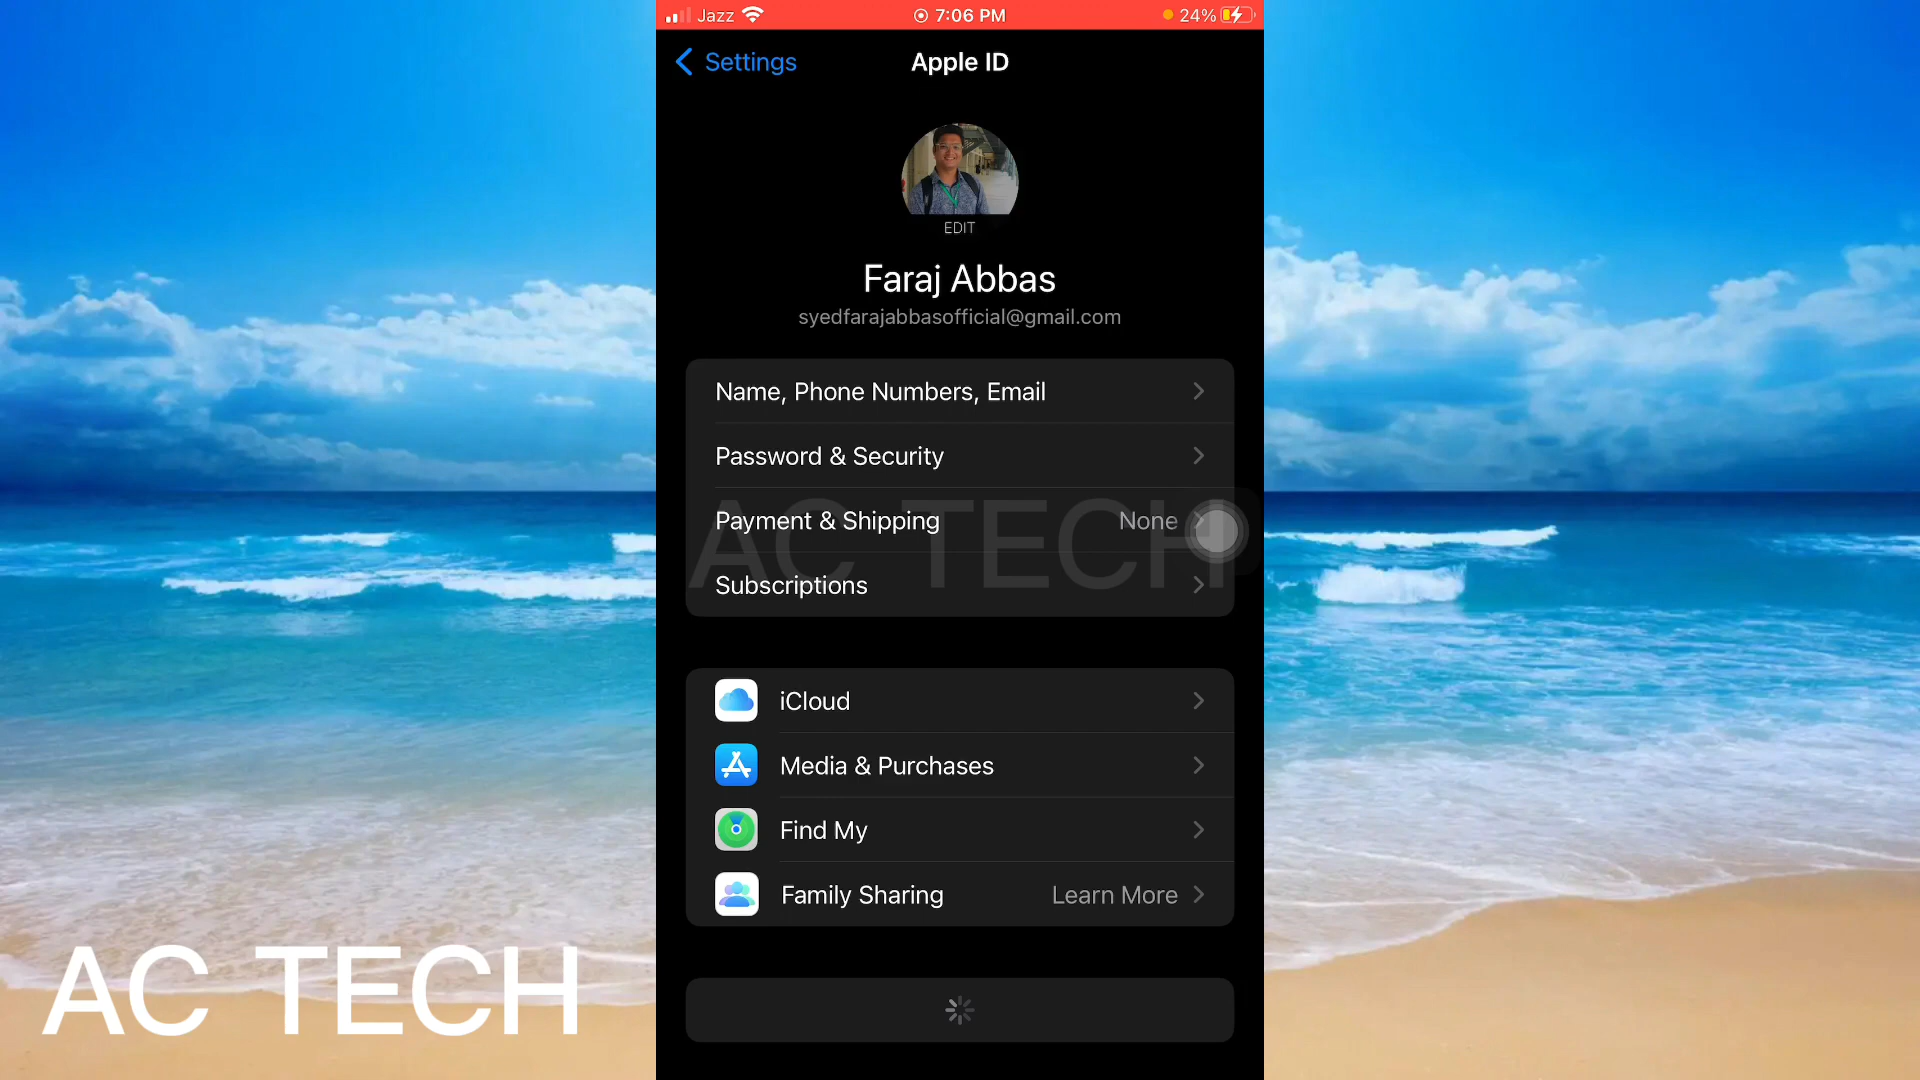 Jazz 7:06 PM 24%
Settings Apple ID
EDIT
Faraj Abbas
syedfarajabbasofficial@gmail.com
Name, Phone Numbers, Email
Password & Security
Payment & Shipping None
AC TECH
Subscriptions
iCloud
Media & Purchases
Find My
Family Sharing Learn More
AC TECH